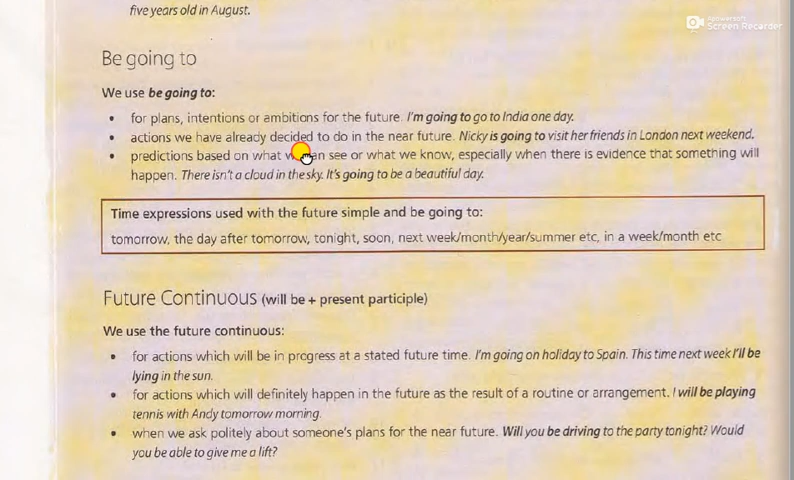 five years old in August.
Apowersoft
Screen Recorder
Be going to
We use be going to:
• for plans, intentions or ambitions for the future. I'm going to go to India one day.
• actions we have already decided to do in the near future. Nicky is going to visit her friends in London next weekend.
• predictions based on what see or what we know, especially when there is evidence that something will
happen. There isn't a cloud in the sky. It's going to be a beautiful day.
Time expressions used with the future simple and be going to:
tomorrow, the day after tomorrow, tonight, soon, next week/month/year/summer etc, in a week/month etc
Future Continuous (will be + present participle)
We use the future continuous:
• for actions which will be in progress at a stated future time. I'm going on holiday to Spain. This time next week I'll be
lying in the sun.
• for actions which will definitely happen in the future as the result of a routine or arrangement. I will be playing
tennis with Andy tomorrow morning.
• when we ask politely about someone's plans for the near future. Will you be driving to the party tonight? Would
you be able to give me a lift?